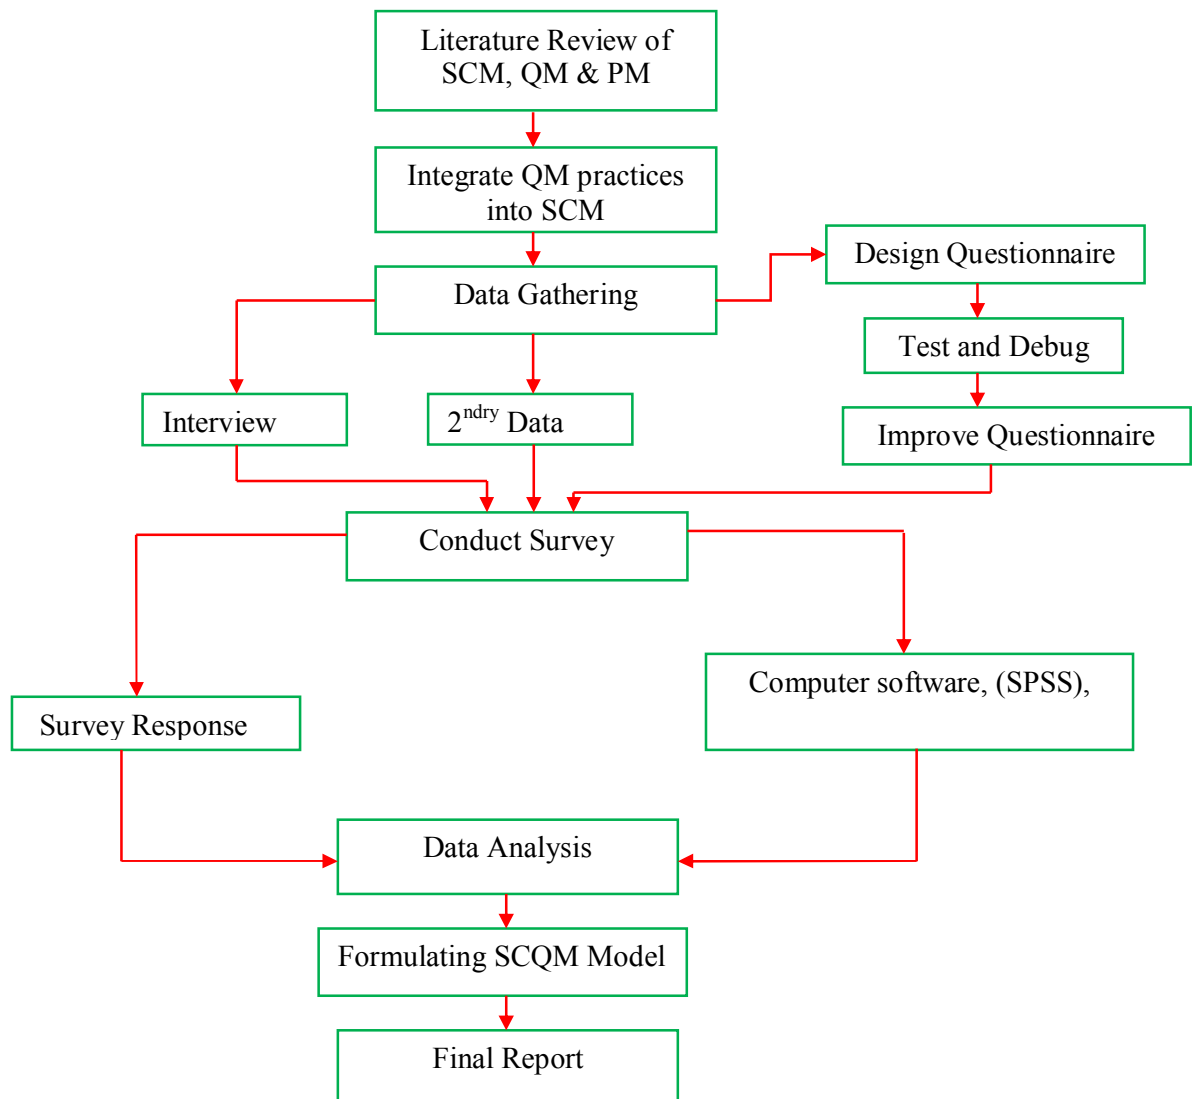 Literature Review of
SCM, QM & PM
Integrate QM practices
into SCM
Data Gathering
Design Questionnaire
Test and Debug
Interview
2ndry Data
Improve Questionnaire
Conduct Survey
Computer software, (SPSS),
Survey Response
Data Analysis
Formulating SCQM Model
Final Report